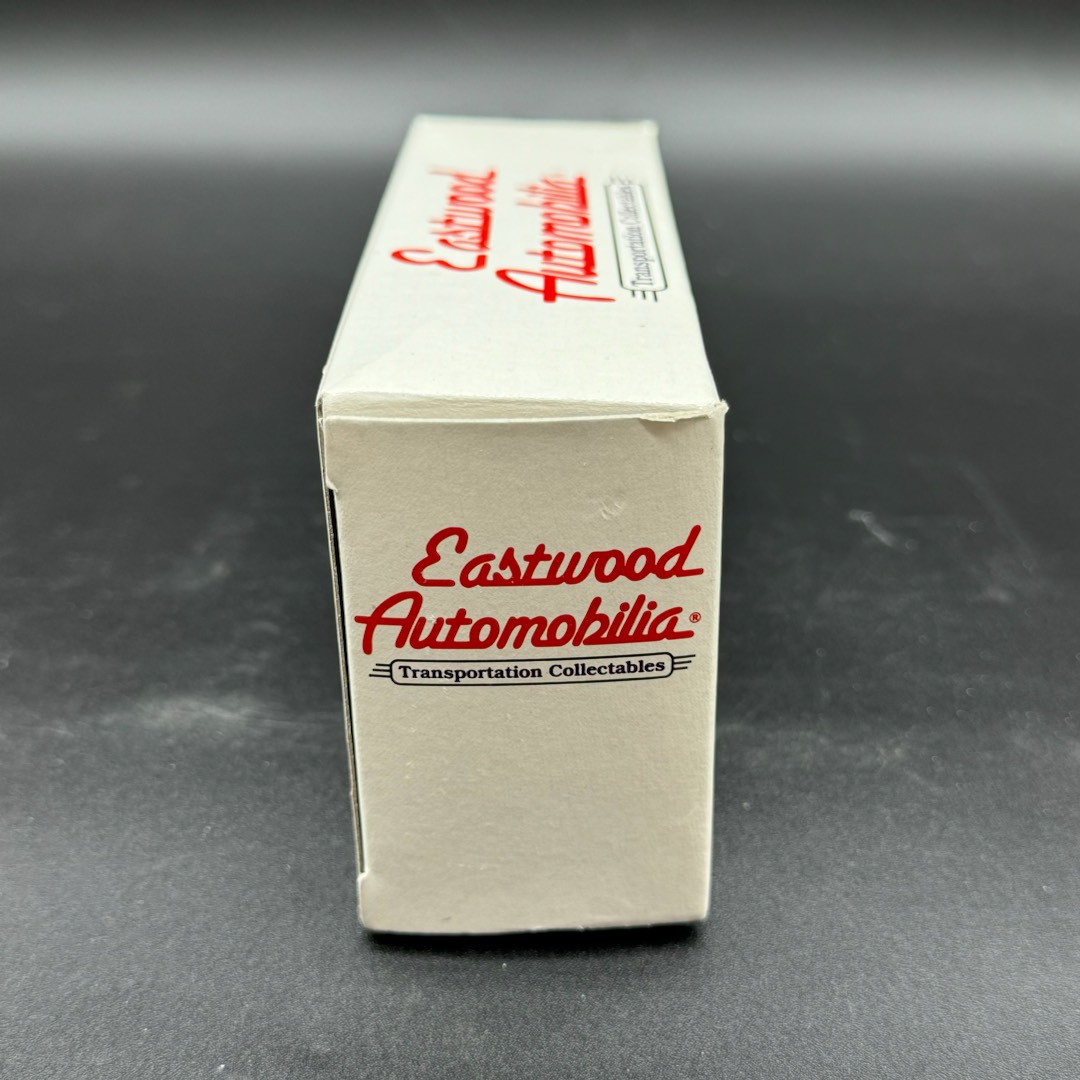 Eastwood
Automobilia
Transportation Collectables
Eastwood
Automobilia®
Transportation Collectables